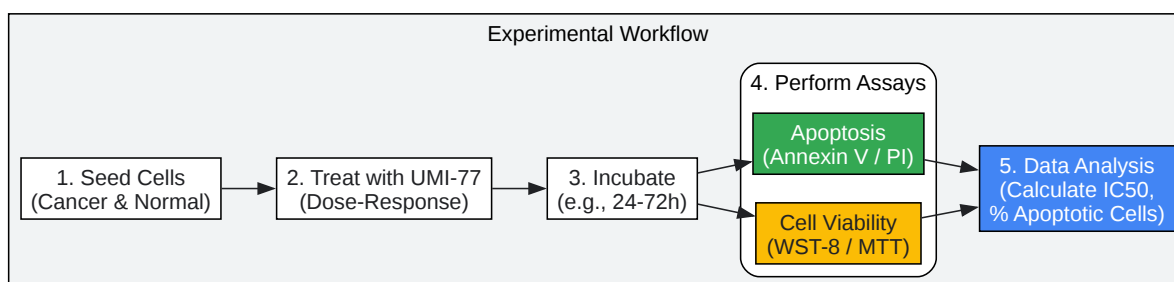 Experimental Workflow
1. Seed Cells
(Cancer & Normal)
2. Treat with UMI-77
(Dose-Response)
3. Incubate
(e.g., 24-72h)
4. Perform Assays
Apoptosis
(Annexin V / PI)
Cell Viability
(WST-8 / MTT)
5. Data Analysis
(Calculate IC50,
% Apoptotic Cells)